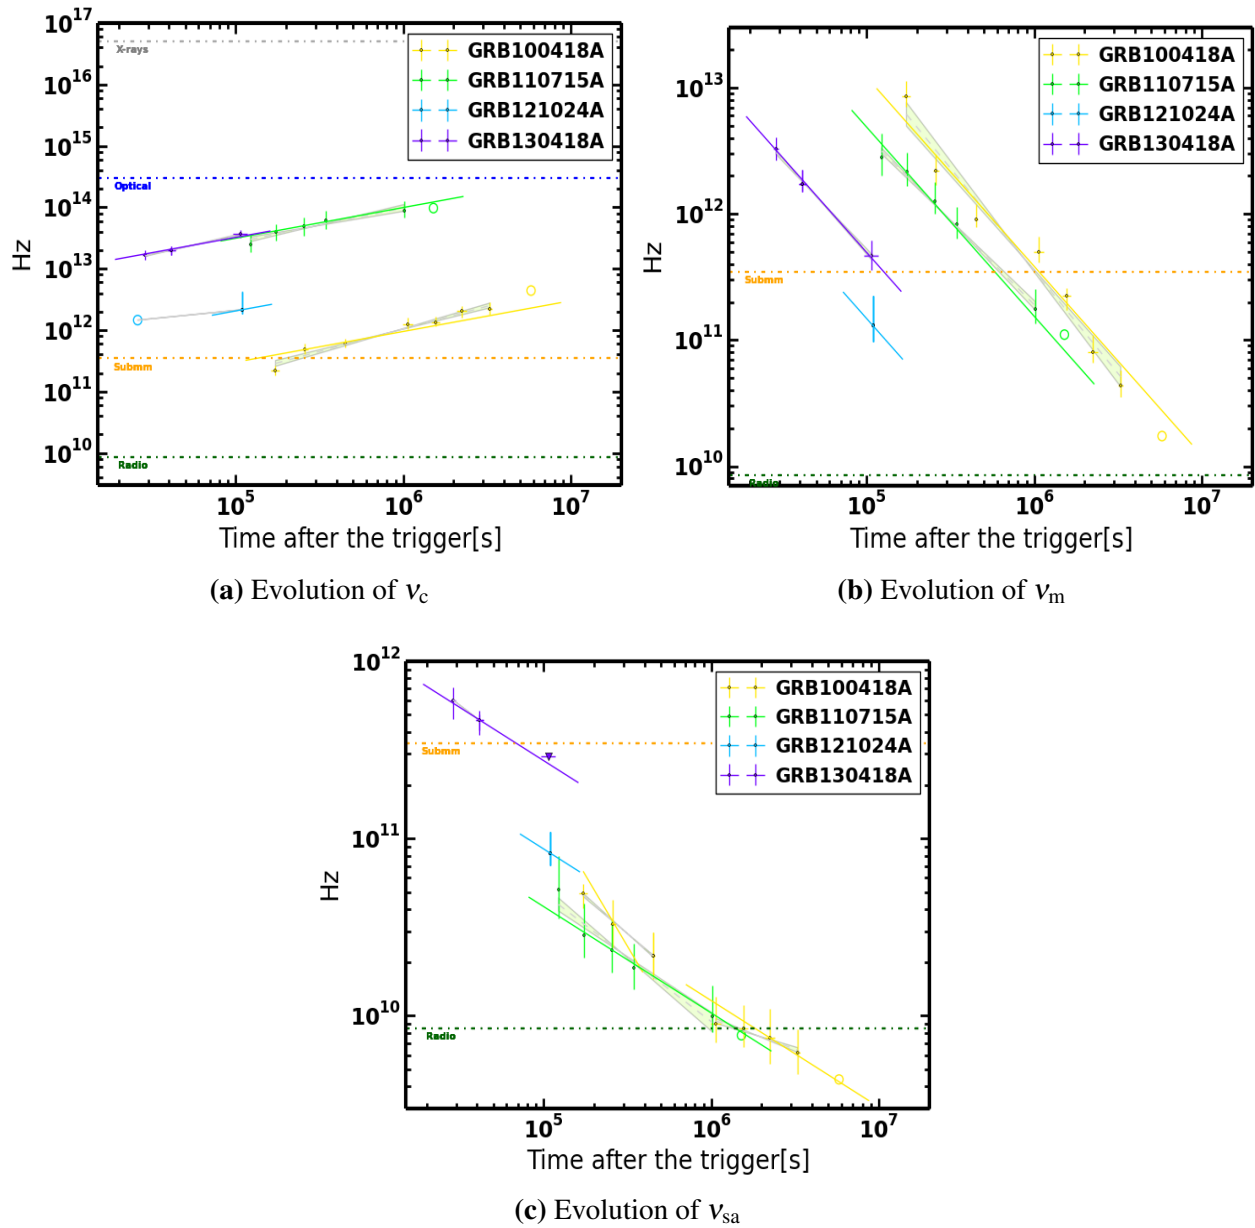 10^17
10^16
10^15
10^14
10^13
10^12
10^11
10^10
Hz
X-rays
Optical
Submm
Radio
GRB100418A
GRB110715A
GRB121024A
GRB130418A
10^5
10^6
10^7
Time after the trigger[s]
(a) Evolution of ν_c
10^13
10^12
10^11
10^10
Hz
Submm
Radio
GRB100418A
GRB110715A
GRB121024A
GRB130418A
10^5
10^6
10^7
Time after the trigger[s]
(b) Evolution of ν_m
10^12
10^11
10^10
Hz
Submm
Radio
GRB100418A
GRB110715A
GRB121024A
GRB130418A
10^5
10^6
10^7
Time after the trigger[s]
(c) Evolution of ν_sa